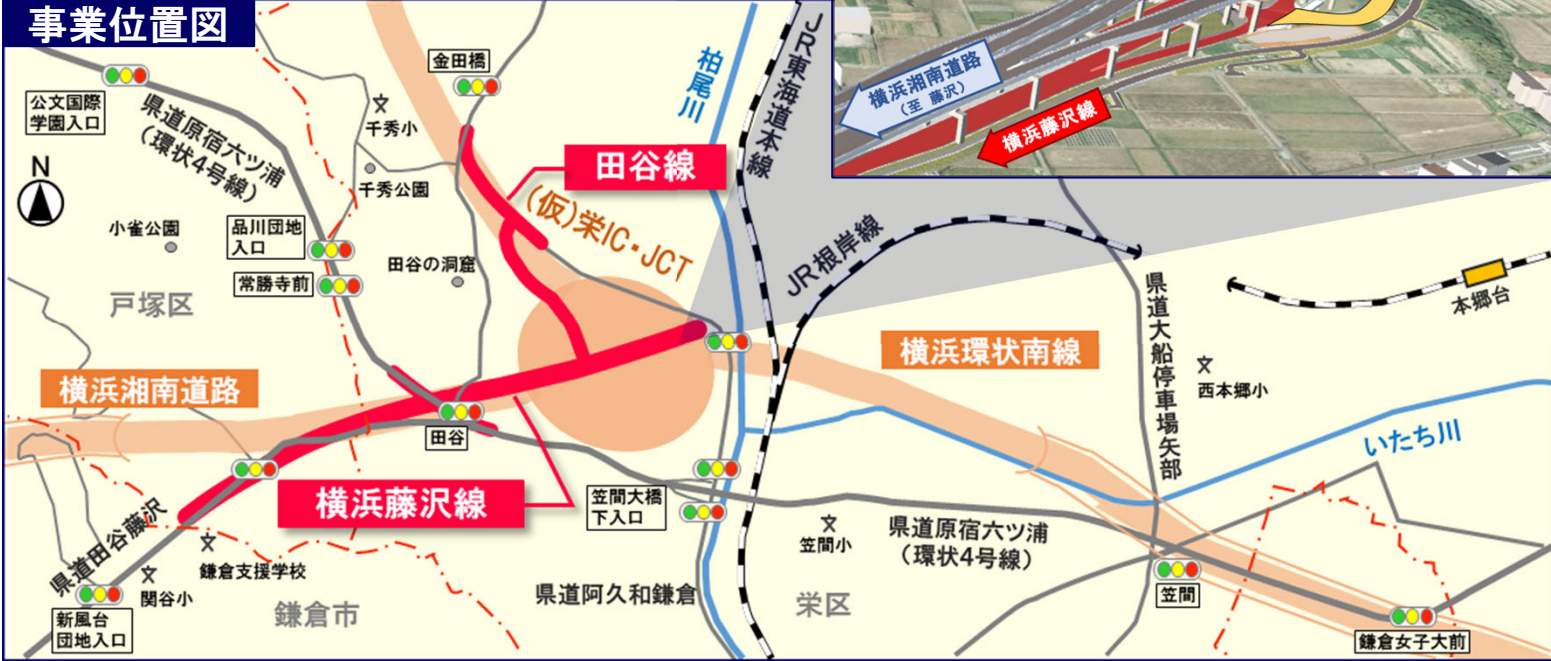 事業位置図
公文国際
学園入口
県道原宿六ツ浦
(環状4号線)
金田橋
千秀小
千秀公園
N
小雀公園
品川団地
入口
常勝寺前
田谷の洞窟
戸塚区
田谷線
(仮)栄IC・JCT
柏尾川
JR東海道本線
横浜湘南道路
(至 藤沢)
横浜藤沢線
JR根岸線
県道大船停車場矢部
本郷台
横浜湘南道路
横浜環状南線
西本郷小
いたち川
田谷
横浜藤沢線
笠間大橋
下入口
笠間小
県道原宿六ツ浦
(環状4号線)
県道田谷藤沢
鎌倉支援学校
関谷小
新風台
団地入口
鎌倉市
県道阿久和鎌倉
栄区
笠間
鎌倉女子大前